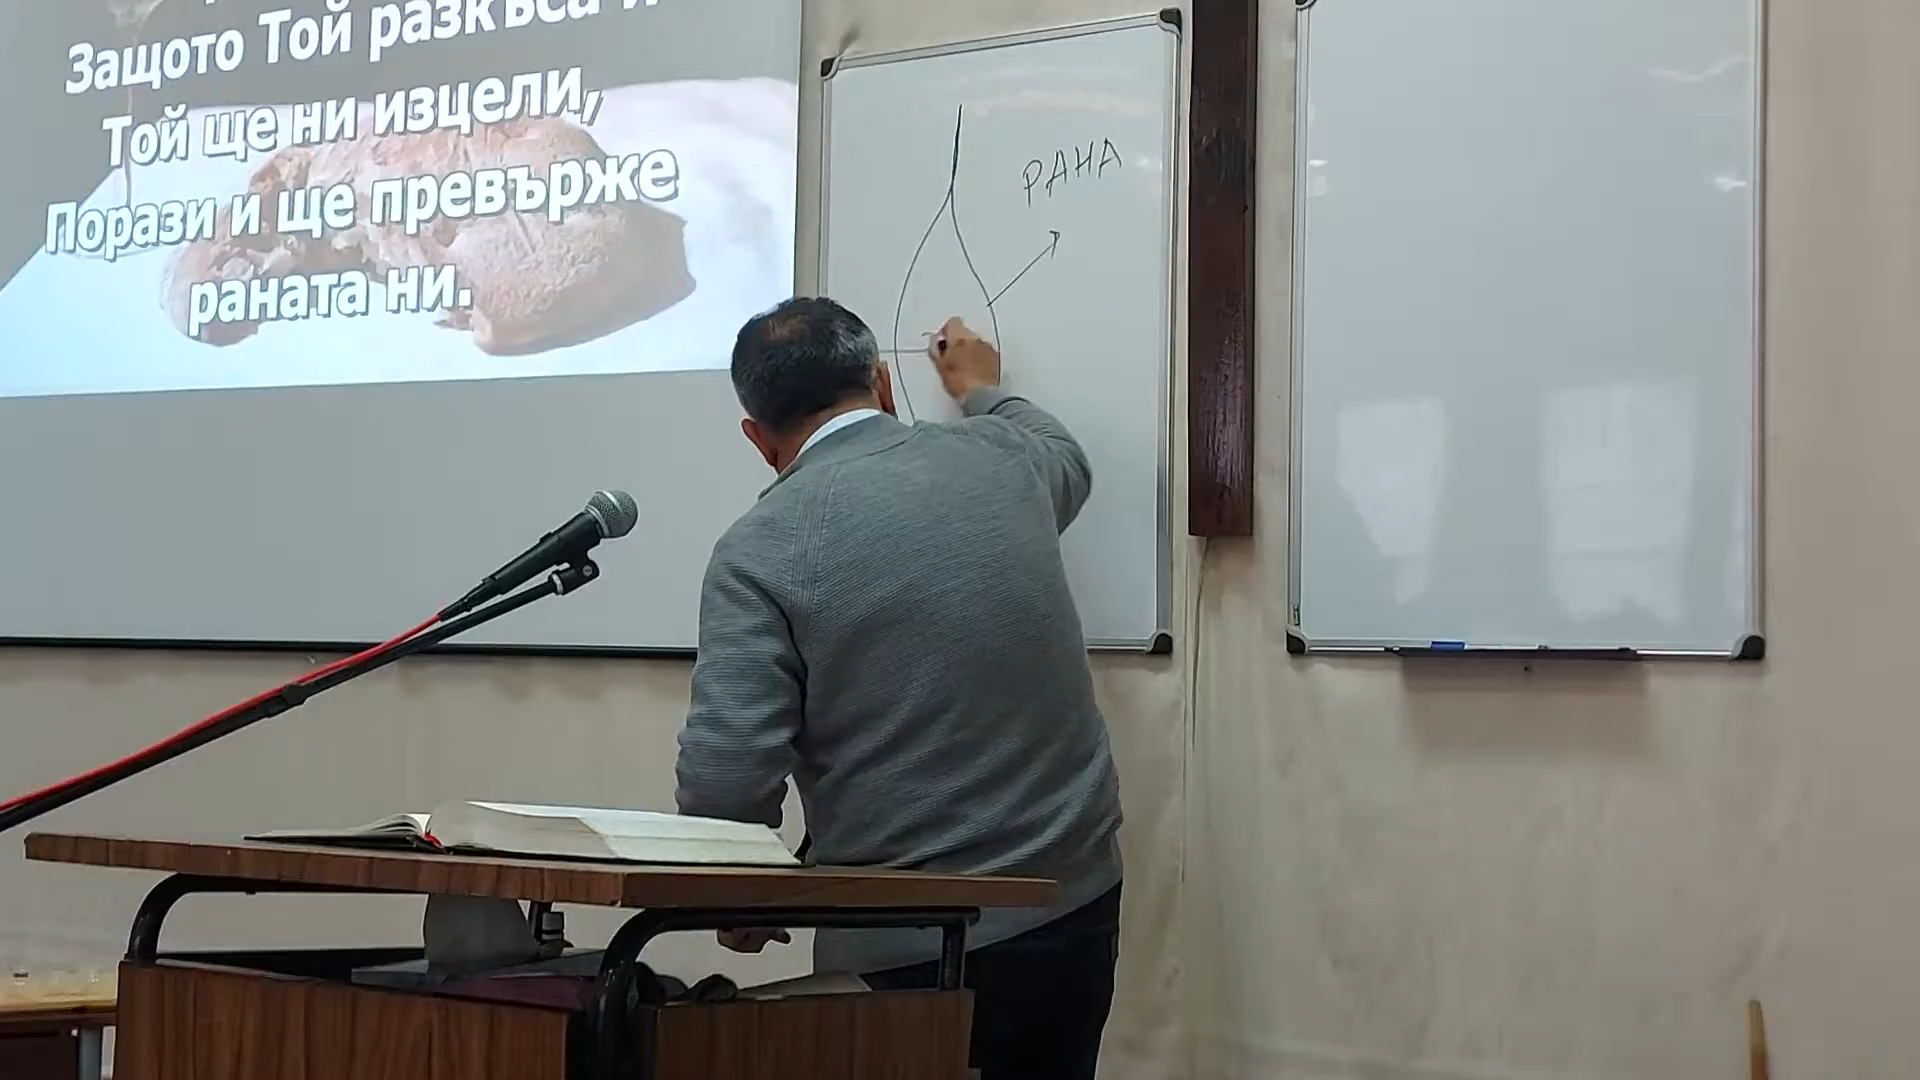 Защото Той разкъса и
Той ще ни изцели,
Порази и ще превърже
раната ни.
РАНА